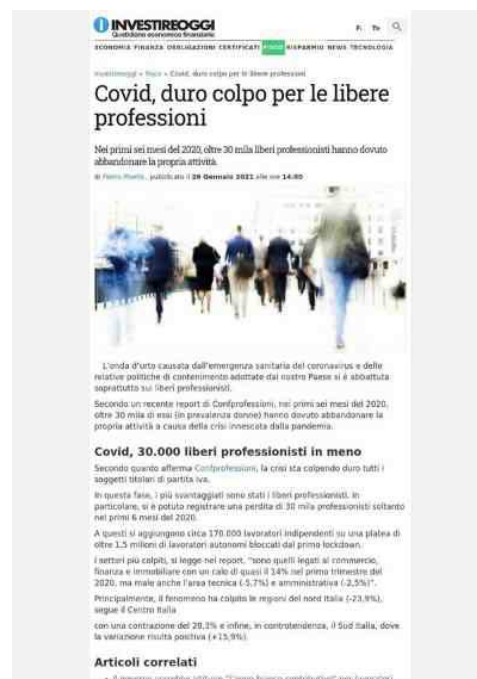 INVESTIREOGGI
Quotidiano economico finanziario
ECONOMIA FINANZA OBBLIGAZIONI CERTIFICATI FISCO RISPARMIO NEWS TECNOLOGIA
Investireoggi » Fisco » Covid, duro colpo per le libere professioni
Covid, duro colpo per le libere
professioni
Nei primi sei mesi del 2020, oltre 30 mila liberi professionisti hanno dovuto
abbandonare la propria attività.
di , pubblicato il 28 Gennaio 2021 alle ore 14:00
L'onda d'urto causata dall'emergenza sanitaria del coronavirus e delle
relative politiche di contenimento adottate dal nostro Paese si è abbattuta
soprattutto sui liberi professionisti.
Secondo un recente report di Confprofessioni, nei primi sei mesi del 2020,
oltre 30 mila di essi (in prevalenza donne) hanno dovuto abbandonare la
propria attività a causa della crisi innescata dalla pandemia.
Covid, 30.000 liberi professionisti in meno
Secondo quanto afferma Confprofessioni, la crisi sta colpendo duro tutti i
soggetti titolari di partita iva.
In questa fase, i più svantaggiati sono stati i liberi professionisti. In
particolare, si è potuto registrare una perdita di 30 mila professionisti soltanto
nei primi 6 mesi del 2020.
A questi si aggiungono circa 170.000 lavoratori indipendenti su una platea di
oltre 1,5 milioni di lavoratori autonomi bloccati dal primo lockdown.
I settori più colpiti, si legge nel report, "sono quelli legati al commercio,
finanza e immobiliare con un calo di quasi il 14% nel primo trimestre del
2020, ma male anche l'area tecnica (-5,7%) e amministrativa (-2,5%)".
Principalmente, il fenomeno ha colpito le regioni del nord Italia (-23,9%),
segue il Centro Italia
con una contrazione del 20,3% e infine, in controtendenza, il Sud Italia, dove
la variazione risulta positiva (+15,9%).
Articoli correlati